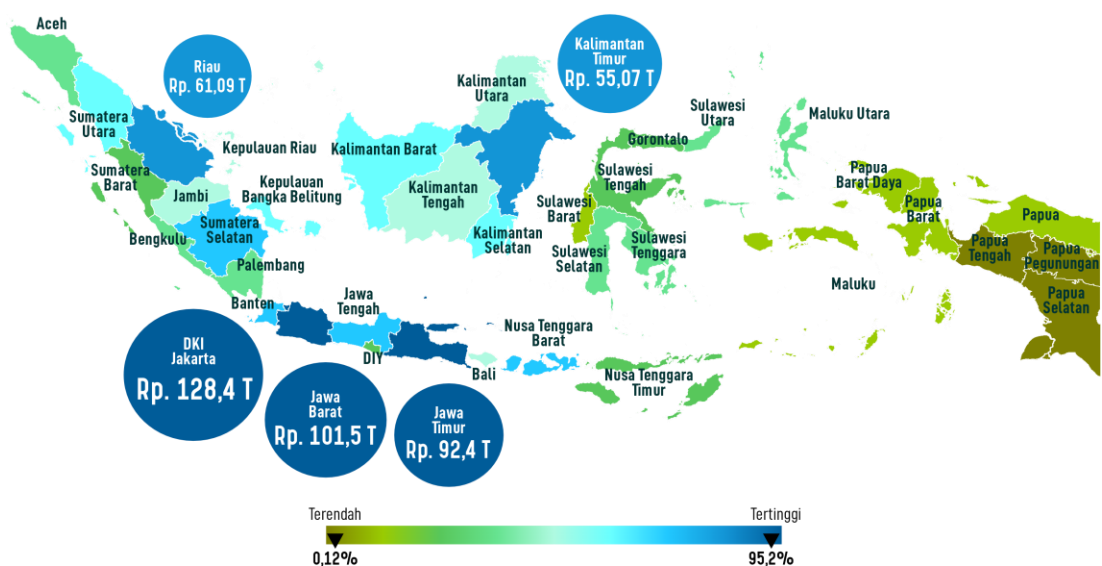 Aceh
Riau
Rp. 61,09 T
Kalimantan
Timur
Rp. 55,07 T
Kalimantan
Utara
Sulawesi
Utara
Maluku Utara
Sumatera
Utara
Kepulauan Riau
Kalimantan Barat
Gorontalo
Sumatera
Barat
Jambi
Kepulauan
Bangka Belitung
Kalimantan
Tengah
Sulawesi
Tengah
Papua
Barat Daya
Papua
Barat
Papua
Sulawesi
Barat
Bengkulu
Sumatera
Selatan
Kalimantan
Selatan
Sulawesi
Selatan
Sulawesi
Tenggara
Papua
Tengah
Papua
Pegunungan
Palembang
Maluku
Papua
Selatan
Banten
Jawa
Tengah
DIY
Bali
Nusa Tenggara
Barat
Nusa Tenggara
Timur
DKI
Jakarta
Rp. 128,4 T
Jawa
Barat
Rp. 101,5 T
Jawa
Timur
Rp. 92,4 T
Terendah
Tertinggi
0,12%
95,2%